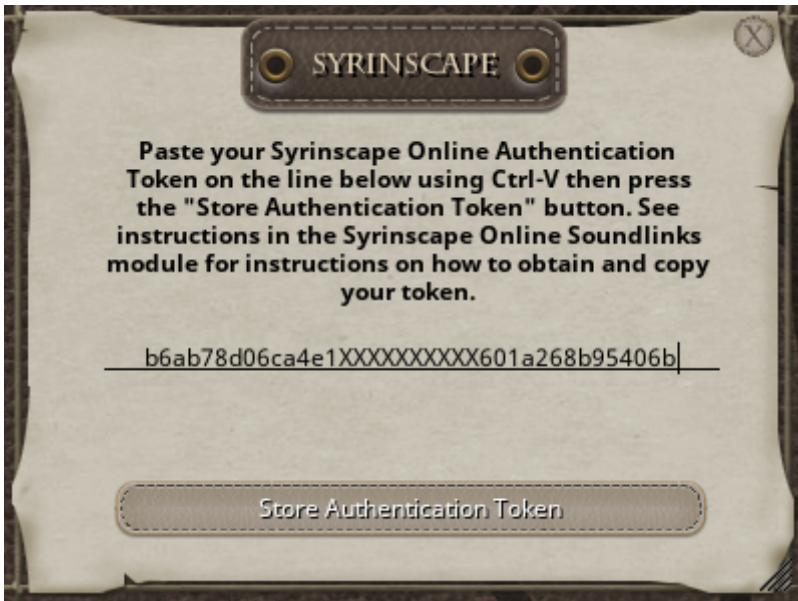 SYRINSCAPE
X
Paste your Syrinscape Online Authentication
Token on the line below using Ctrl-V then press
the "Store Authentication Token" button. See
instructions in the Syrinscape Online Soundlinks
module for instructions on how to obtain and copy
your token.
b6ab78d06ca4e1XXXXXXXXXX601a268b95406b
Store Authentication Token